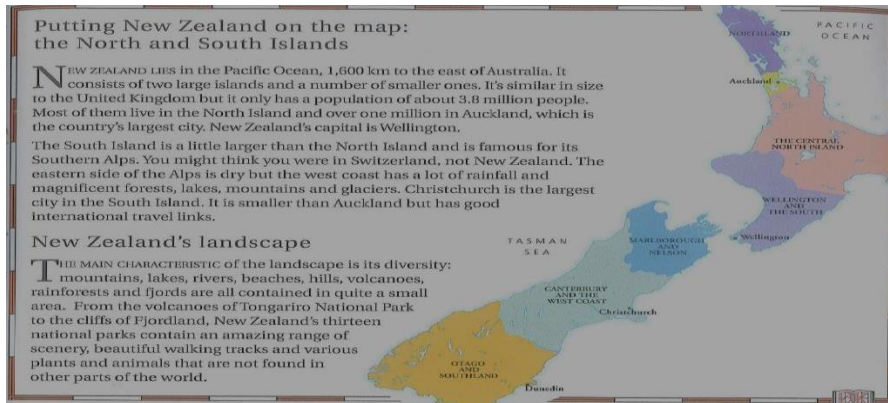 Putting New Zealand on the map:
the North and South Islands
NEW ZEALAND LIES in the Pacific Ocean, 1,600 km to the east of Australia. It
consists of two large islands and a number of smaller ones. It's similar in size
to the United Kingdom but it only has a population of about 3.8 million people.
Most of them live in the North Island and over one million in Auckland, which is
the country's largest city. New Zealand's capital is Wellington.
The South Island is a little larger than the North Island and is famous for its
Southern Alps. You might think you were in Switzerland, not New Zealand. The
eastern side of the Alps is dry but the west coast has a lot of rainfall and
magnificent forests, lakes, mountains and glaciers. Christchurch is the largest
city in the South Island. It is smaller than Auckland but has good
international travel links.
New Zealand's landscape
THE MAIN CHARACTERISTIC of the landscape is its diversity:
mountains, lakes, rivers, beaches, hills, volcanoes,
rainforests and fjords are all contained in quite a small
area. From the volcanoes of Tongariro National Park
to the cliffs of Fjordland, New Zealand's thirteen
national parks contain an amazing range of
scenery, beautiful walking tracks and various
plants and animals that are not found in
other parts of the world.
PACIFIC
OCEAN
NORTHLAND
Auckland
THE CENTRAL
NORTH ISLAND
WELLINGTON
AND
THE SOUTH
Wellington
TASMAN
SEA
MARLBOROUGH
AND
NELSON
CANTERBURY
AND THE
WEST COAST
Christchurch
OTAGO
AND
SOUTHLAND
Dunedin